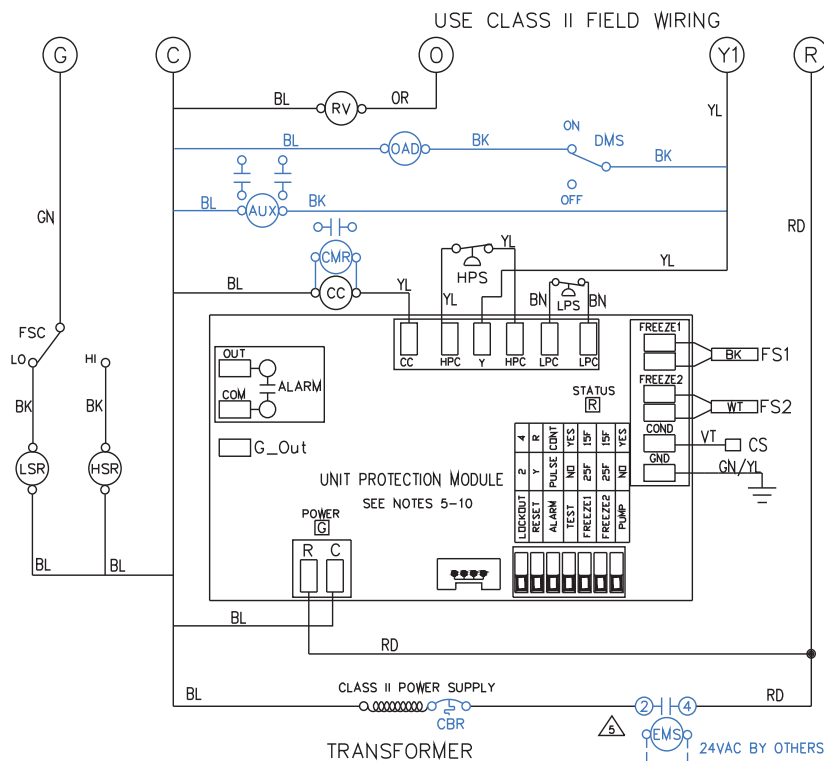 USE CLASS II FIELD WIRING
G
C
O
Y1
R
BL
RV
OR
YL
BL
OAD
BK
ON
DMS
BK
OFF
BL
AUX
BK
GN
RD
CMR
YL
HPS
YL
BL
CC
YL
YL
BN
LPS
BN
FSC
LO
HI
CC
HPC
Y
HPC
LPC
LPC
FREEZE1
BK
FS1
OUT
ALARM
COM
STATUS
R
FREEZE2
WT
FS2
BK
BK
G_Out
COND
VT
CS
GND
GN/YL
LSR
HSR
UNIT PROTECTION MODULE
SEE NOTES 5-10
LOCKOUT 2 4
RESET Y R
ALARM PULSE CONT
TEST NO YES
FREEZE1 25F 15F
FREEZE2 25F 15F
PUMP NO YES
POWER
G
R C
BL
BL
BL
RD
BL
CLASS II POWER SUPPLY
CBR
2
4
RD
5
EMS
24VAC BY OTHERS
TRANSFORMER